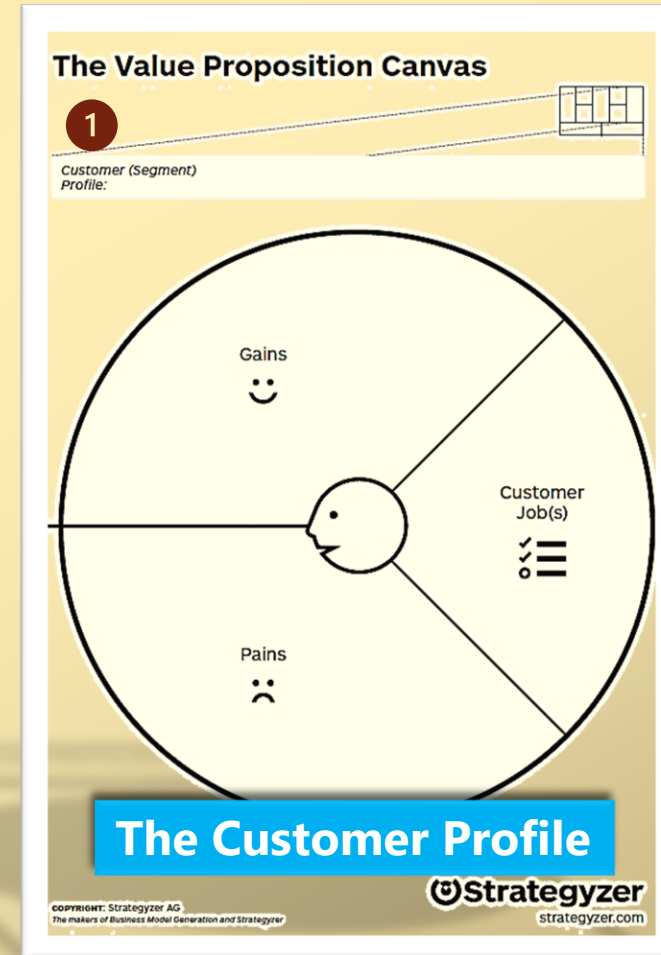 The Value Proposition Canvas
1
Customer (Segment)
Profile:
Gains
Customer
Job(s)
Pains
The Customer Profile
Strategyzer
COPYRIGHT: Strategyzer AG
The makers of Business Model Generation and Strategyzer
strategyzer.com